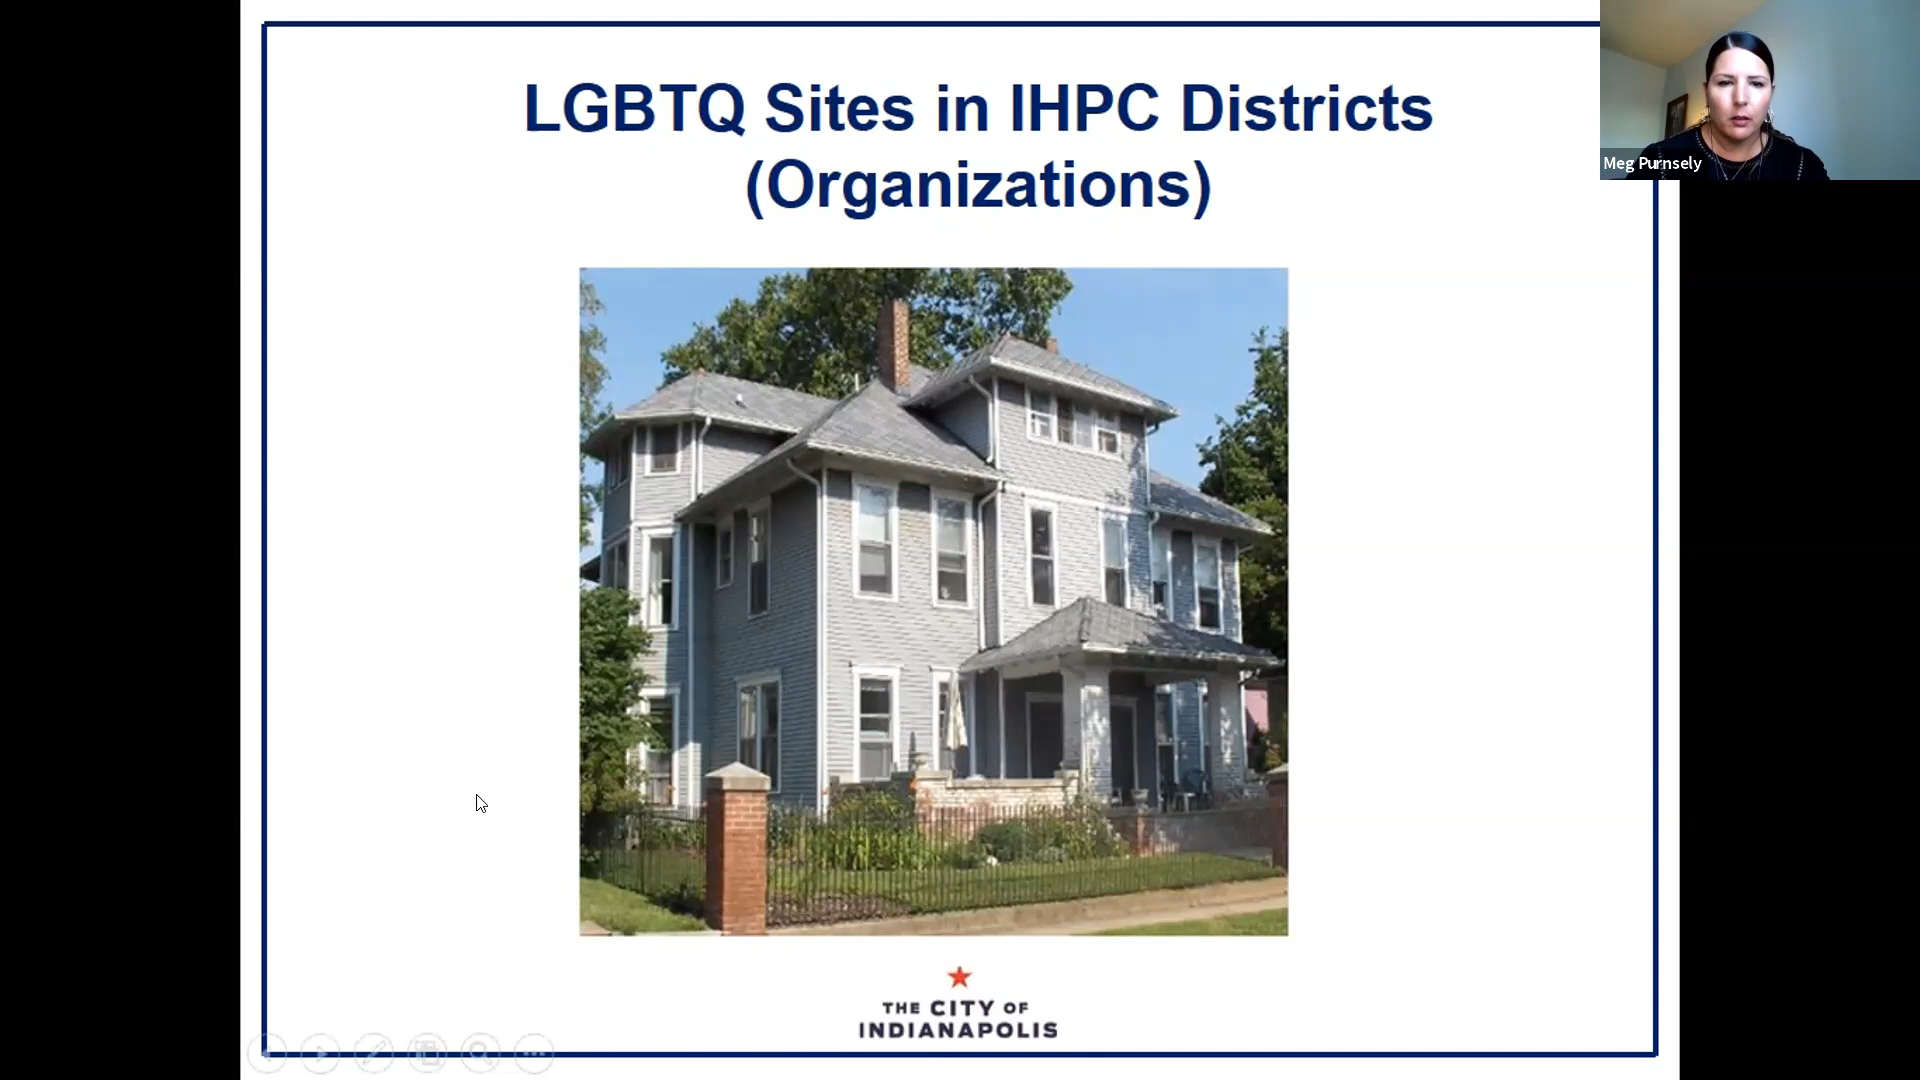 LGBTQ Sites in IHPC Districts
(Organizations)
Meg Purnsely
THE CITY OF
INDIANAPOLIS